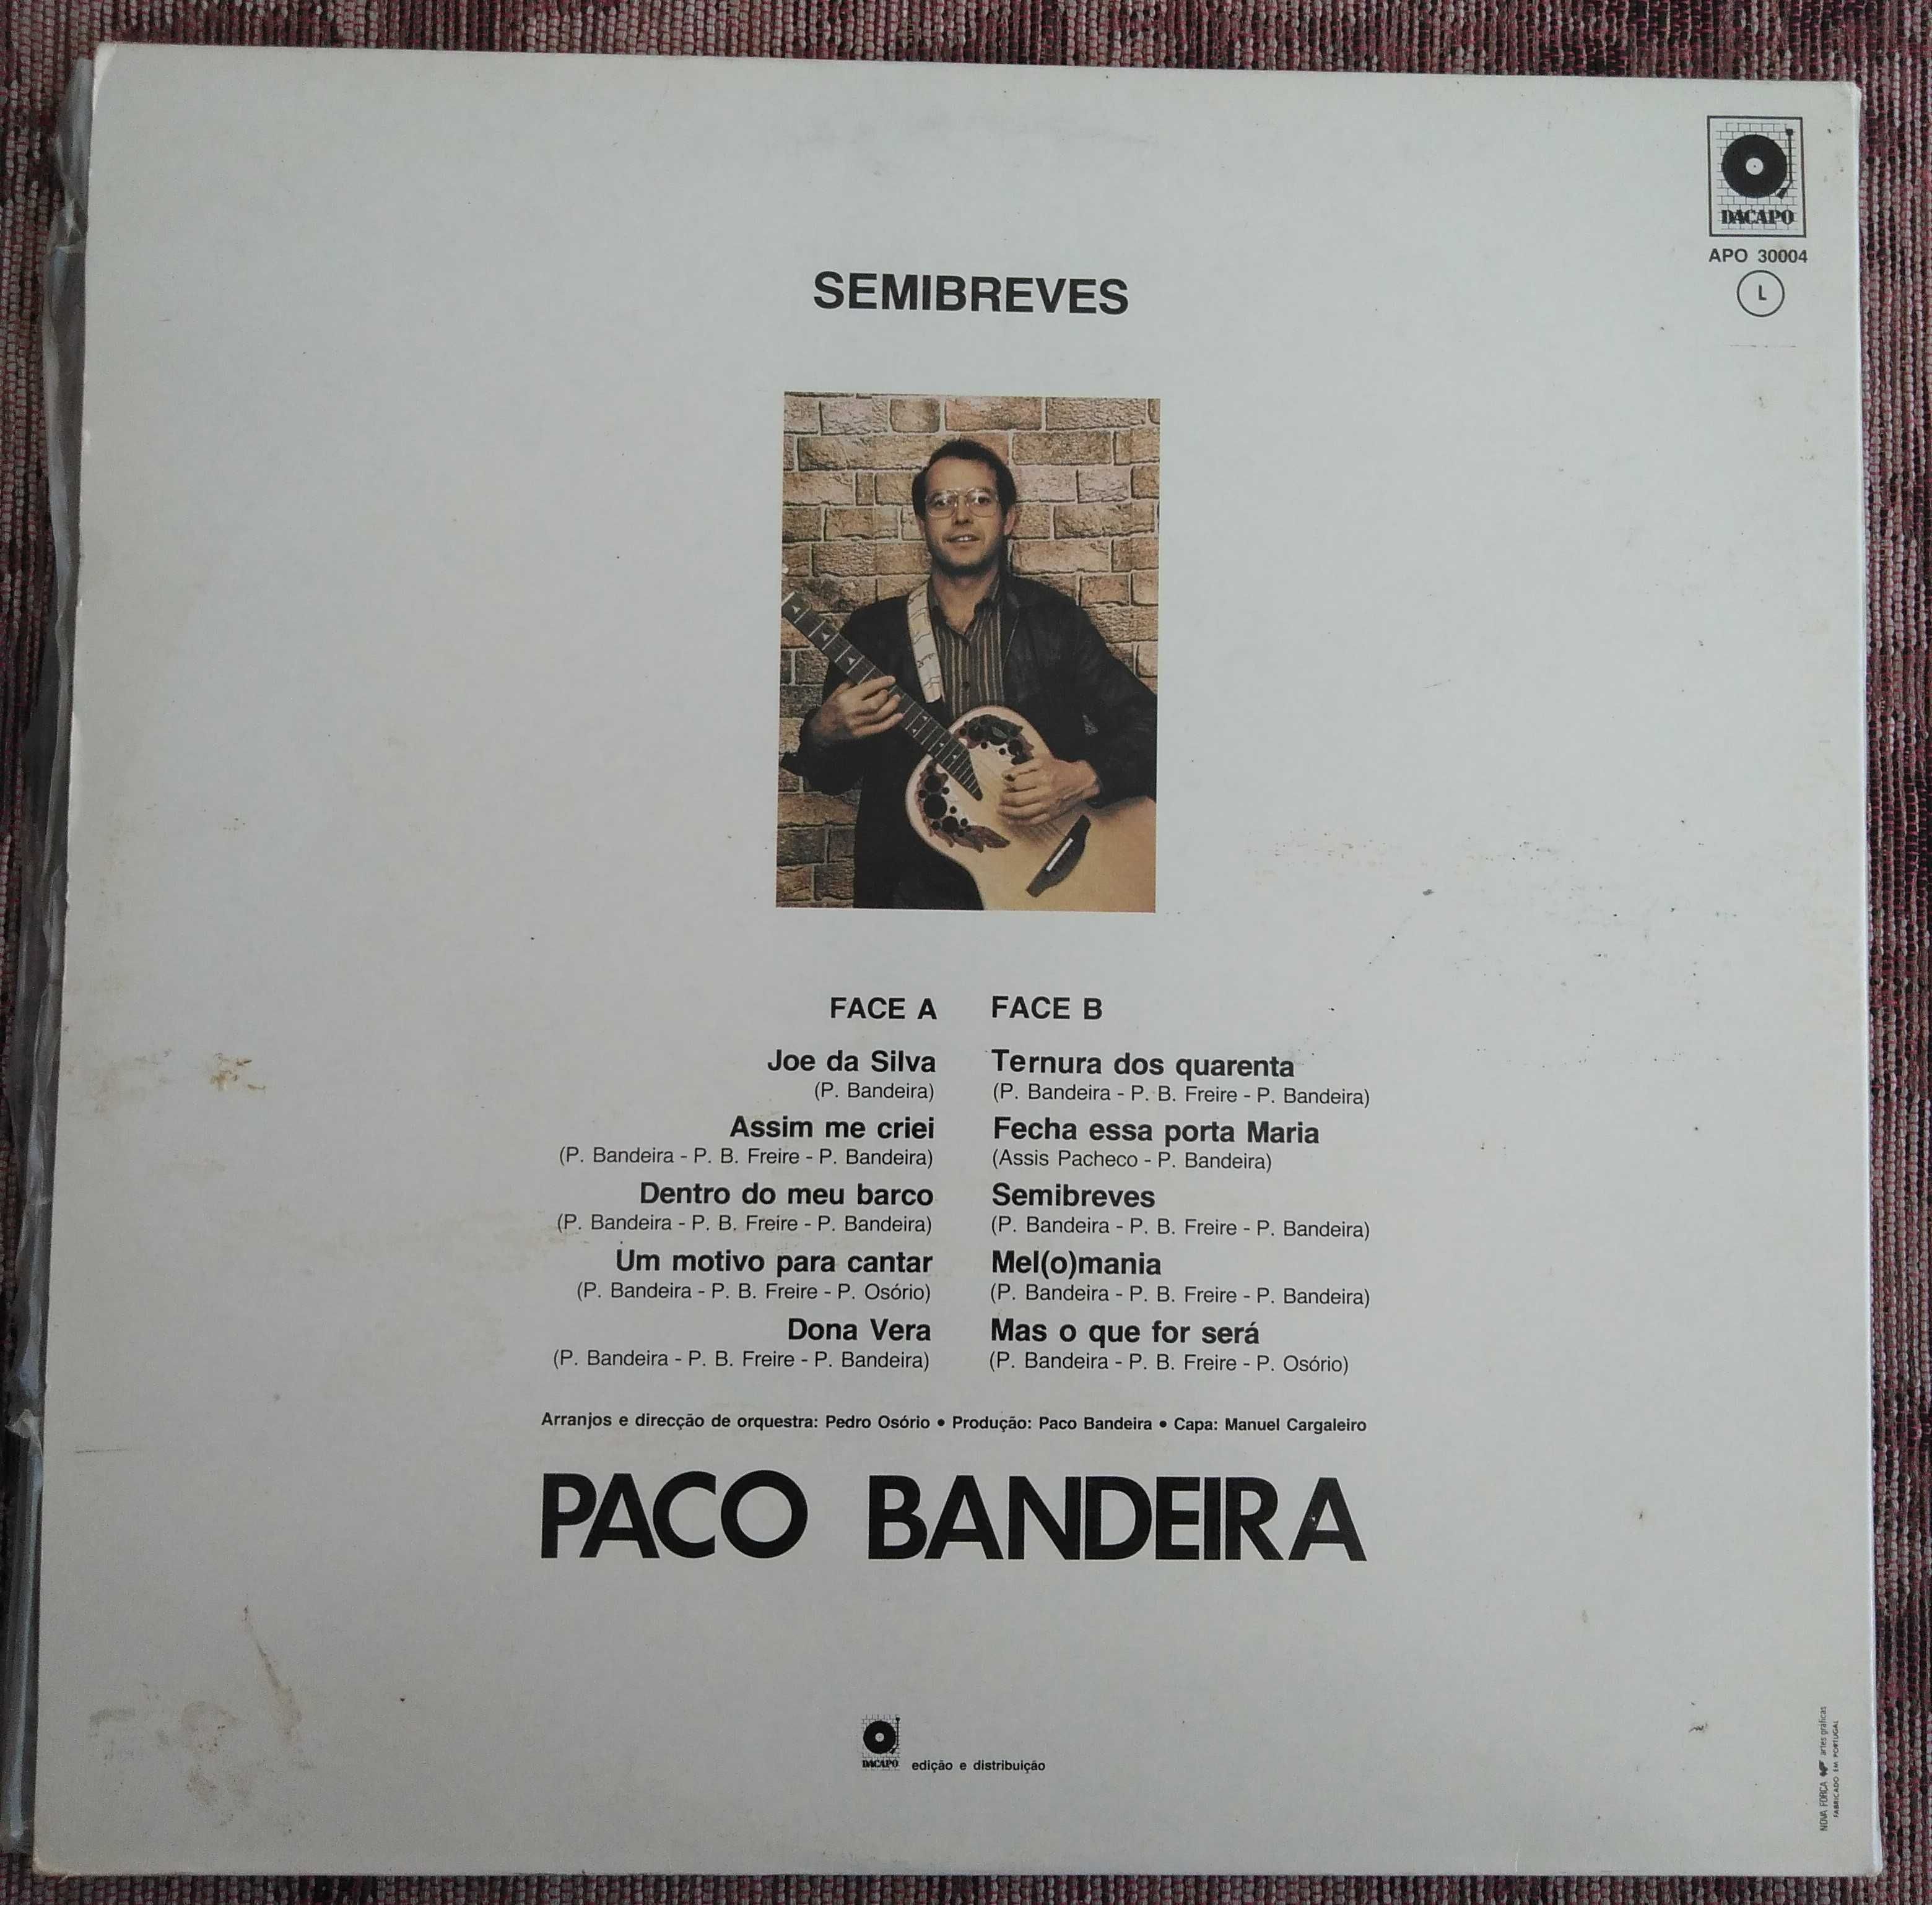 DACAPO
APO 30004
L
SEMIBREVES
FACE A
Joe da Silva
(P. Bandeira)
Assim me criei
(P. Bandeira - P. B. Freire - P. Bandeira)
Dentro do meu barco
(P. Bandeira - P. B. Freire - P. Bandeira)
Um motivo para cantar
(P. Bandeira - P. B. Freire - P. Osório)
Dona Vera
(P. Bandeira - P. B. Freire - P. Bandeira)
FACE B
Ternura dos quarenta
(P. Bandeira - P. B. Freire - P. Bandeira)
Fecha essa porta Maria
(Assis Pacheco - P. Bandeira)
Semibreves
(P. Bandeira - P. B. Freire - P. Bandeira)
Mel(o)mania
(P. Bandeira - P. B. Freire - P. Bandeira)
Mas o que for será
(P. Bandeira - P. B. Freire - P. Osório)
Arranjos e direcção de orquestra: Pedro Osório • Produção: Paco Bandeira • Capa: Manuel Cargaleiro
PACO BANDEIRA
DACAPO edição e distribuição
NOVA FORÇA artes gráficas
FABRICADO EM PORTUGAL